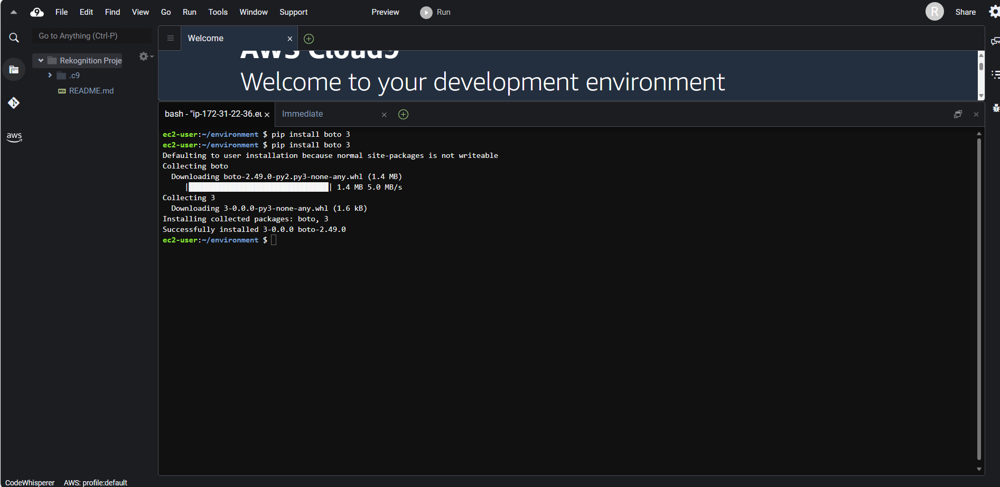 File Edit Find View Go Run Tools Window Support Preview Run R Share
Go to Anything (Ctrl-P)
Rekognition Proje
.c9
README.md
aws
Welcome
AWS Cloud9
Welcome to your development environment
bash - "ip-172-31-22-36.eu Immediate
ec2-user:~/environment $ pip install boto 3
ec2-user:~/environment $ pip install boto 3
Defaulting to user installation because normal site-packages is not writeable
Collecting boto
Downloading boto-2.49.0-py2.py3-none-any.whl (1.4 MB)
|████████████████████████████████| 1.4 MB 5.0 MB/s
Collecting 3
Downloading 3-0.0.0-py3-none-any.whl (1.6 kB)
Installing collected packages: boto, 3
Successfully installed 3-0.0.0 boto-2.49.0
ec2-user:~/environment $
CodeWhisperer AWS: profile:default